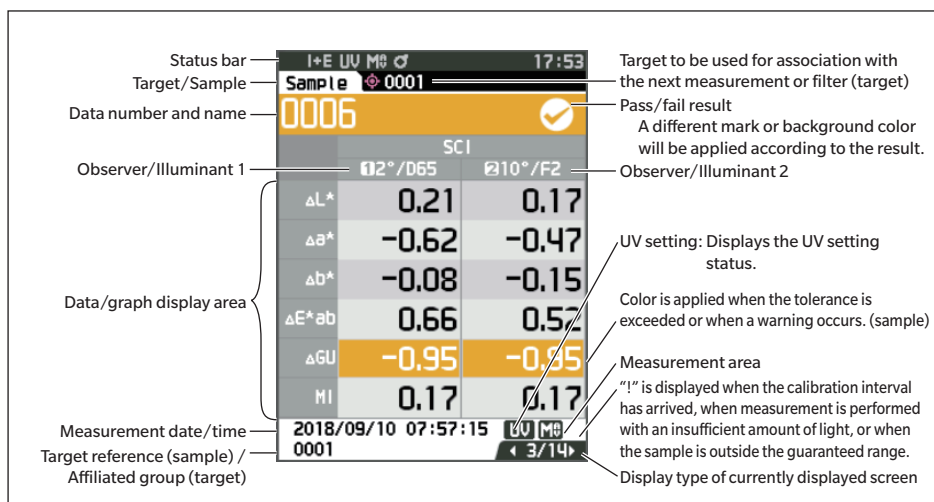 Status bar
Target/Sample
Data number and name
Observer/Illuminant 1
Data/graph display area
Measurement date/time
Target reference (sample) /
Affiliated group (target)
I+E UV 17:53
Sample 0001
0006
SCI
1 2°/D65 2 10°/F2
ΔL* 0.21 0.17
Δa* -0.62 -0.47
Δb* -0.08 -0.15
ΔE*ab 0.66 0.52
ΔGU -0.95 -0.95
MI 0.17 0.17
2018/09/10 07:57:15 UV
0001 3/14
Target to be used for association with
the next measurement or filter (target)
Pass/fail result
A different mark or background color
will be applied according to the result.
Observer/Illuminant 2
UV setting: Displays the UV setting
status.
Color is applied when the tolerance is
exceeded or when a warning occurs. (sample)
Measurement area
"!" is displayed when the calibration interval
has arrived, when measurement is performed
with an insufficient amount of light, or when
the sample is outside the guaranteed range.
Display type of currently displayed screen